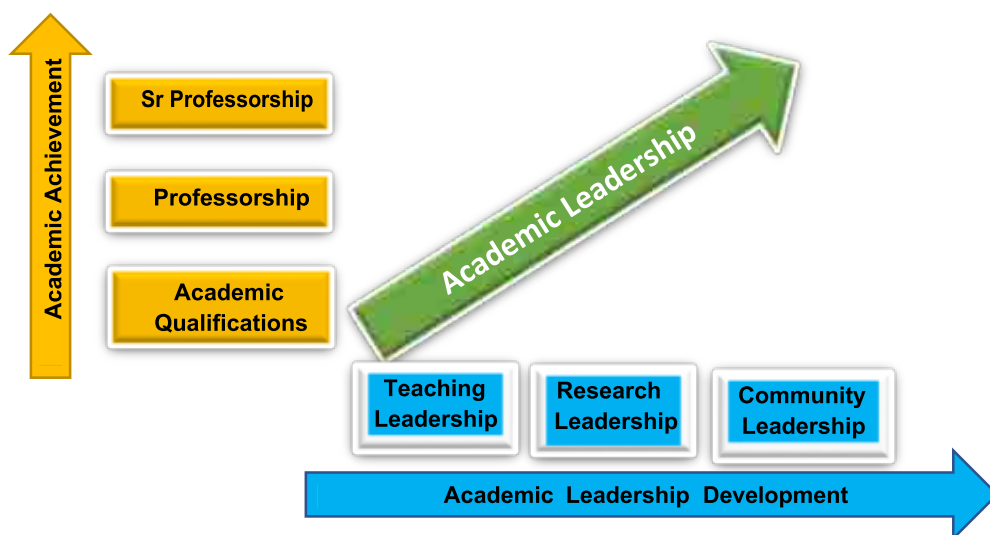 Academic Achievement
Sr Professorship
Professorship
Academic
Qualifications
Academic Leadership
Teaching
Leadership
Research
Leadership
Community
Leadership
Academic Leadership Development